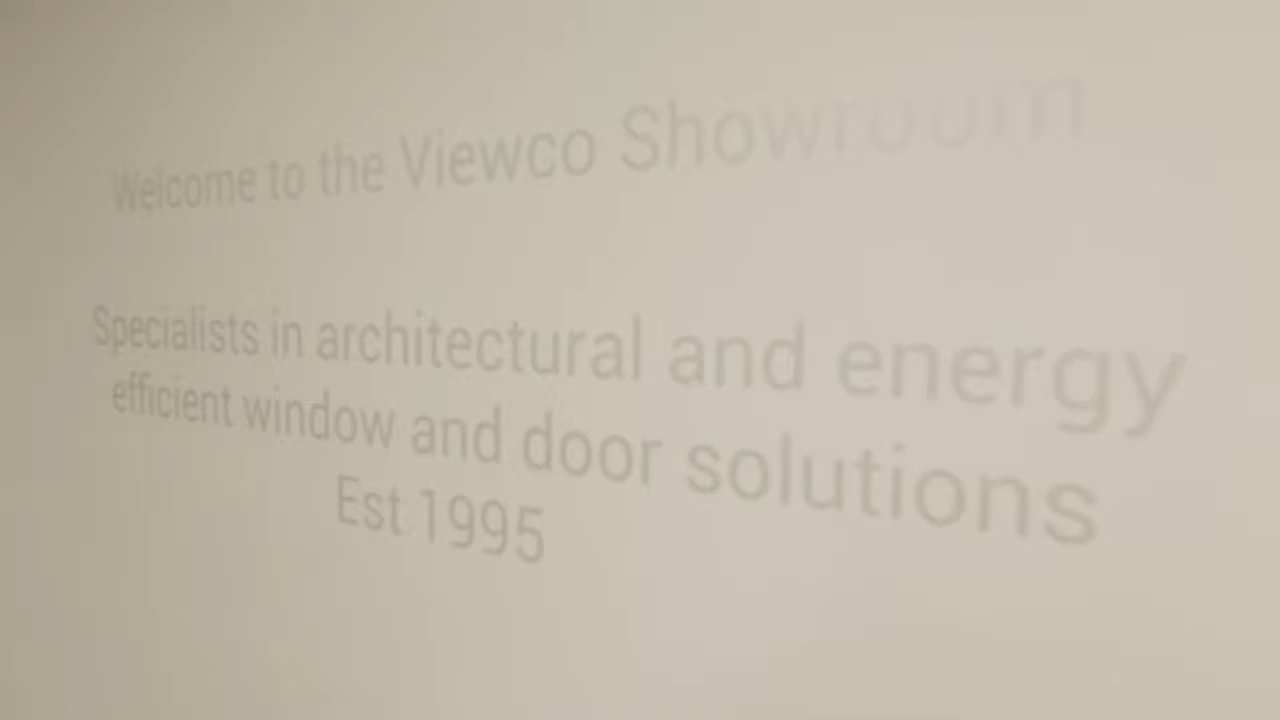 Welcome to the Viewco Showroom
Specialists in architectural and energy
efficient window and door solutions
Est 1995